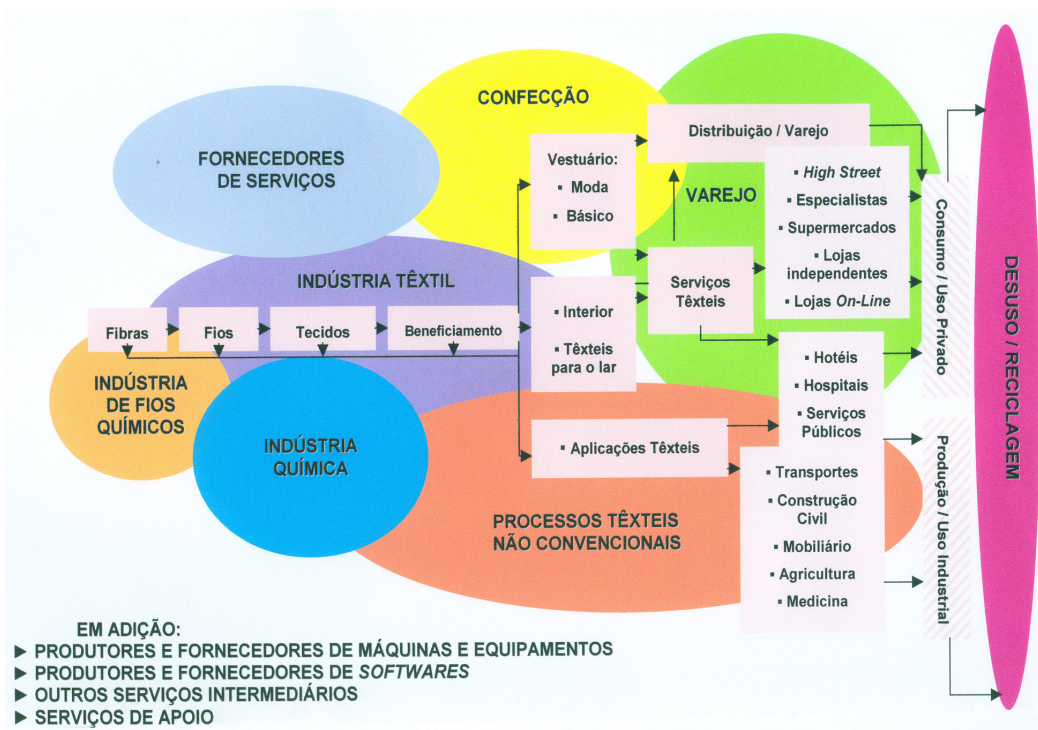 CONFECÇÃO
FORNECEDORES
DE SERVIÇOS
Distribuição / Varejo
Vestuário:
▪ Moda
▪ Básico
VAREJO
▪ High Street
▪ Especialistas
▪ Supermercados
▪ Lojas
independentes
▪ Lojas On-Line
INDÚSTRIA TÊXTIL
Serviços
Têxteis
Fibras
Fios
Tecidos
Beneficiamento
▪ Interior
▪ Têxteis
para o lar
▪ Hotéis
▪ Hospitais
▪ Serviços
Públicos
INDÚSTRIA
DE FIOS
QUÍMICOS
INDÚSTRIA
QUÍMICA
▪ Aplicações Têxteis
▪ Transportes
▪ Construção
Civil
▪ Mobiliário
▪ Agricultura
▪ Medicina
PROCESSOS TÊXTEIS
NÃO CONVENCIONAIS
Consumo / Uso Privado
Produção / Uso Industrial
DESUSO / RECICLAGEM
EM ADIÇÃO:
► PRODUTORES E FORNECEDORES DE MÁQUINAS E EQUIPAMENTOS
► PRODUTORES E FORNECEDORES DE SOFTWARES
► OUTROS SERVIÇOS INTERMEDIÁRIOS
► SERVIÇOS DE APOIO